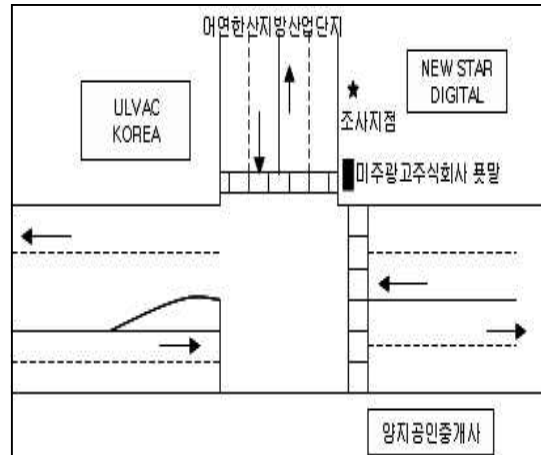 어연한산지방산업단지
ULVAC
KOREA
NEW STAR
DIGITAL
조사지점
미주광고주식회사 푯말
양지공인중개사